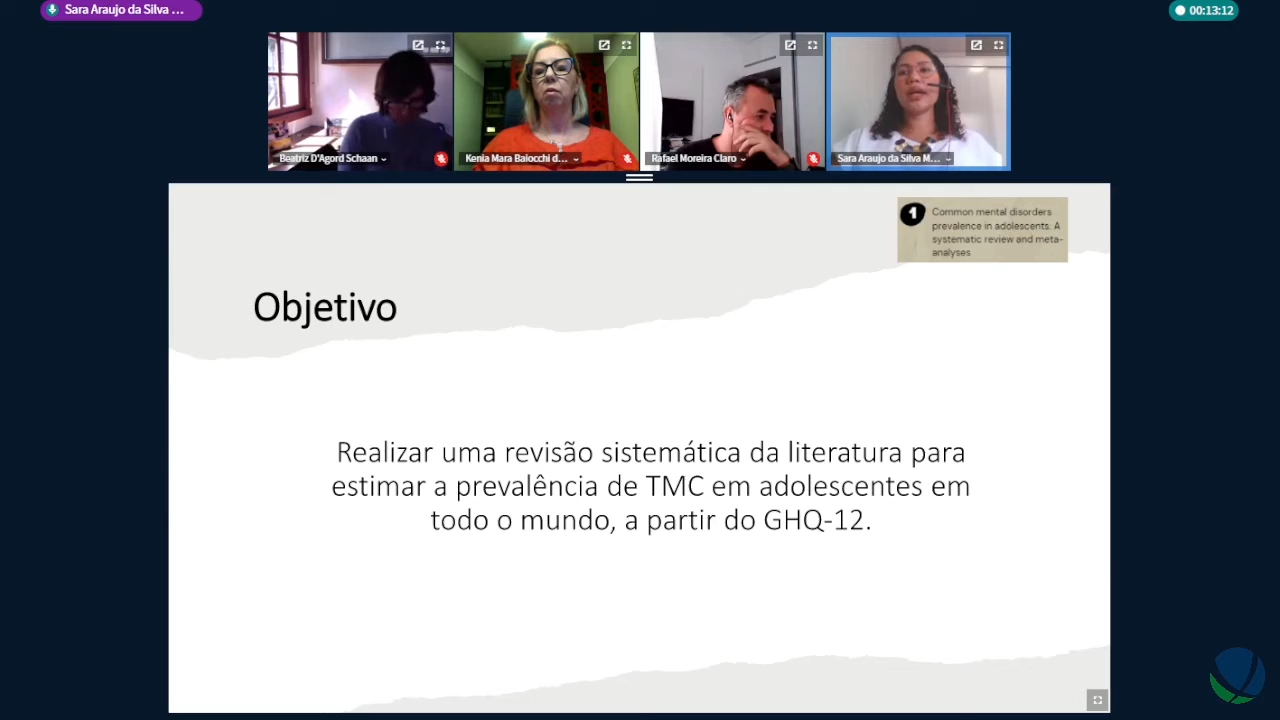 Sara Araujo da Silva ...
00:13:12
Beatriz D'Agord Schaan
Kenia Mara Baiocchi d...
Rafael Moreira Claro
Sara Araujo da Silva M...
1
Common mental disorders
prevalence in adolescents: A
systematic review and meta-
analyses
Objetivo
Realizar uma revisão sistemática da literatura para
estimar a prevalência de TMC em adolescentes em
todo o mundo, a partir do GHQ-12.